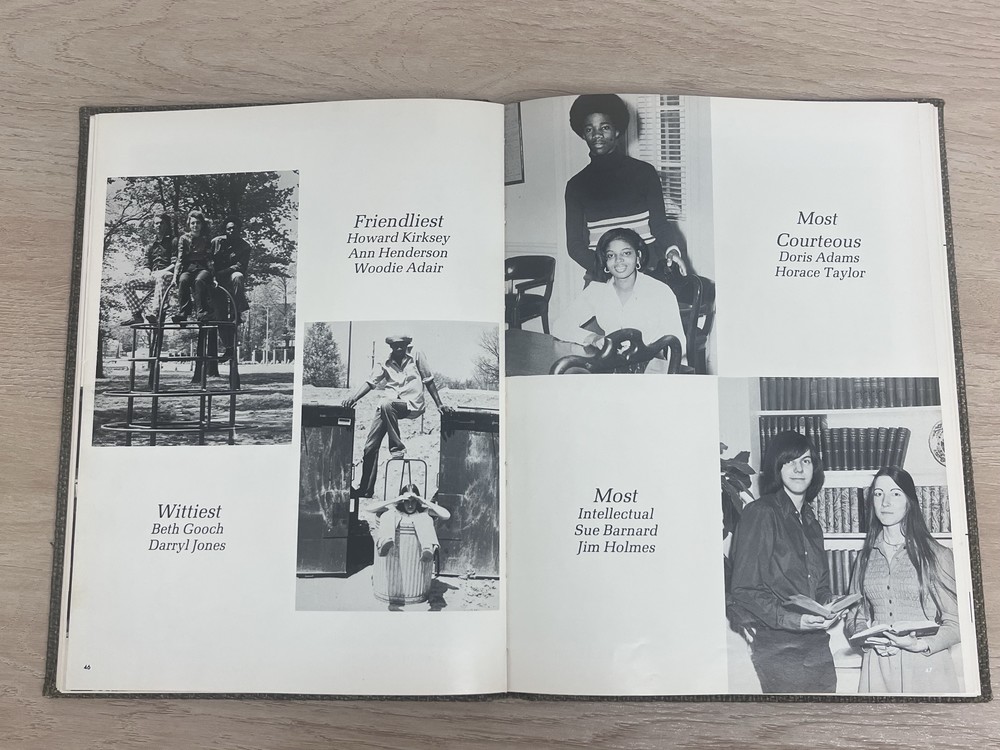 Friendliest
Howard Kirksey
Ann Henderson
Woodie Adair
Wittiest
Beth Gooch
Darryl Jones
46
Most
Courteous
Doris Adams
Horace Taylor
Most
Intellectual
Sue Barnard
Jim Holmes
47